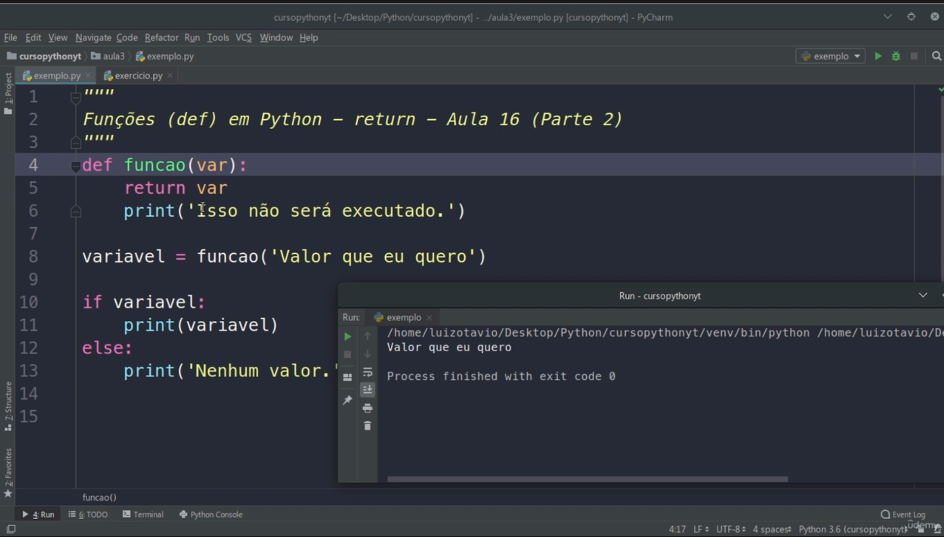 cursopythonyt [~/Desktop/Python/cursopythonyt] - .../aula3/exemplo.py [cursopythonyt] - PyCharm
File Edit View Navigate Code Refactor Run Tools VCS Window Help
cursopythonyt aula3 exemplo.py exemplo
exemplo.py exercicio.py
1: Project
1 """
2 Funções (def) em Python - return - Aula 16 (Parte 2)
3 """
4 def funcao(var):
5 return var
6 print('Isso não será executado.')
7
8 variavel = funcao('Valor que eu quero')
9
10 if variavel:
11 print(variavel)
12 else:
13 print('Nenhum valor.'
14
15
Run - cursopythonyt
Run: exemplo
/home/luizotavio/Desktop/Python/cursopythonyt/venv/bin/python /home/luizotavio/De
Valor que eu quero
Process finished with exit code 0
7: Structure
2: Favorites
funcao()
4: Run 6: TODO Terminal Python Console Event Log
4:17 LF UTF-8 4 spaces Python 3.6 (cursopythonyt)
Udemy